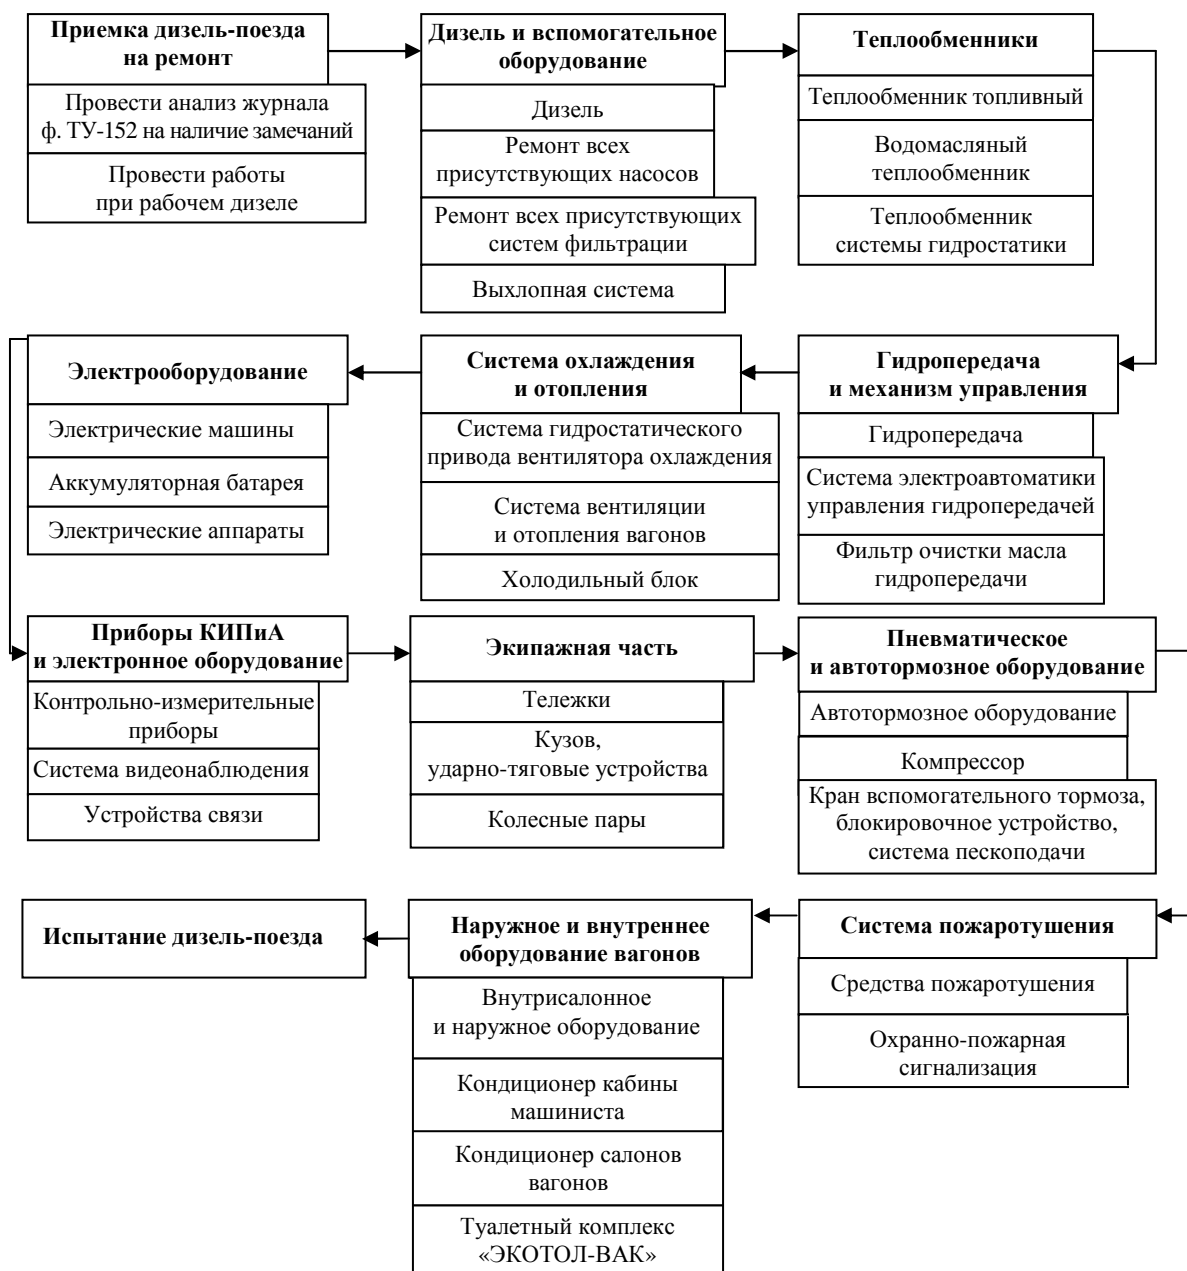 Приемка дизель-поезда
на ремонт
Провести анализ журнала
ф. ТУ-152 на наличие замечаний
Провести работы
при рабочем дизеле
Дизель и вспомогательное
оборудование
Дизель
Ремонт всех
присутствующих насосов
Ремонт всех присутствующих
систем фильтрации
Выхлопная система
Теплообменники
Теплообменник топливный
Водомасляный
теплообменник
Теплообменник
системы гидростатики
Гидропередача
и механизм управления
Гидропередача
Система электроавтоматики
управления гидропередачей
Фильтр очистки масла
гидропередачи
Система охлаждения
и отопления
Система гидростатического
привода вентилятора охлаждения
Система вентиляции
и отопления вагонов
Холодильный блок
Электрооборудование
Электрические машины
Аккумуляторная батарея
Электрические аппараты
Приборы КИПиА
и электронное оборудование
Контрольно-измерительные
приборы
Система видеонаблюдения
Устройства связи
Экипажная часть
Тележки
Кузов,
ударно-тяговые устройства
Колесные пары
Пневматическое
и автотормозное оборудование
Автотормозное оборудование
Компрессор
Кран вспомогательного тормоза,
блокировочное устройство,
система пескоподачи
Система пожаротушения
Средства пожаротушения
Охранно-пожарная
сигнализация
Наружное и внутреннее
оборудование вагонов
Внутрисалонное
и наружное оборудование
Кондиционер кабины
машиниста
Кондиционер салонов
вагонов
Туалетный комплекс
«ЭКОТОЛ-ВАК»
Испытание дизель-поезда